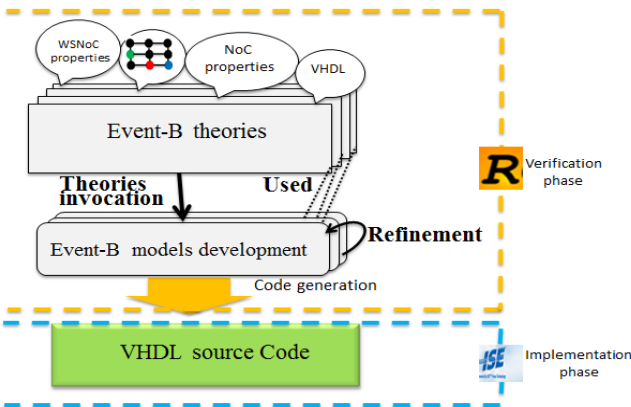 WSNoC
properties
NoC
properties
VHDL
Event-B theories
Theories
invocation
Used
R
Verification
phase
Event-B models development
Refinement
Code generation
VHDL source Code
ISE
Implementation
phase